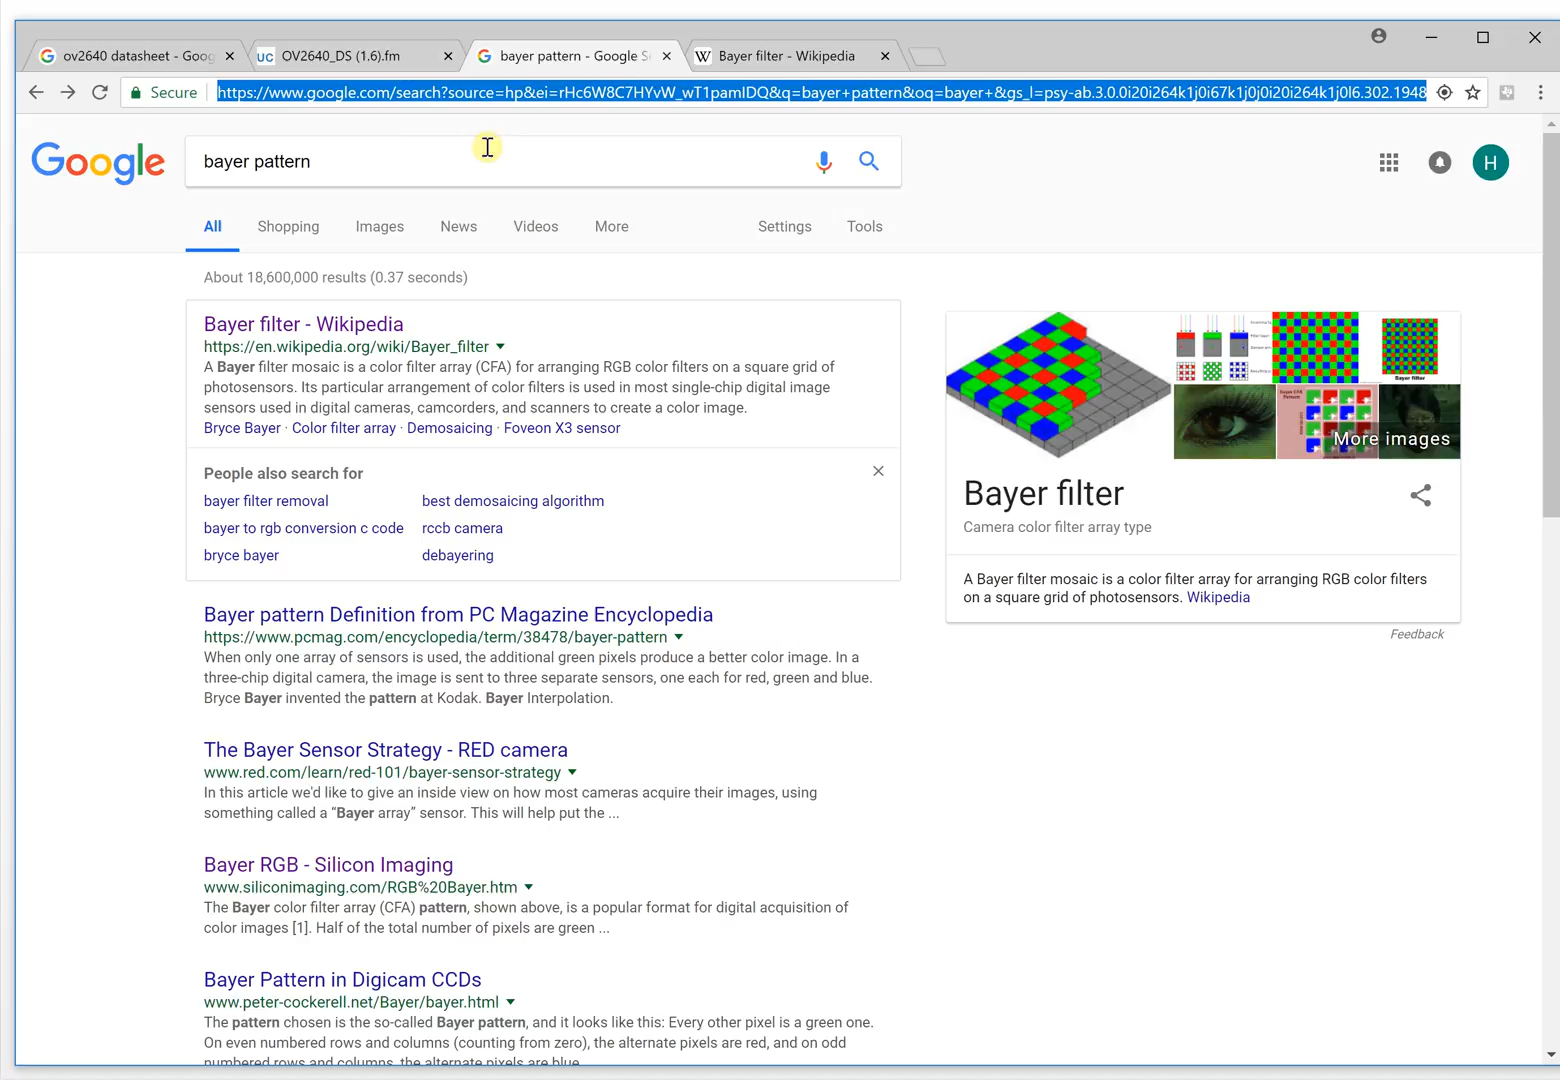 ov2640 datasheet - Goog
UC OV2640_DS (1.6).fm
bayer pattern - Google S
W Bayer filter - Wikipedia
Secure
https://www.google.com/search?source=hp&ei=rHc6W8C7HYvW_wT1pamIDQ&q=bayer+pattern&oq=bayer+&gs_l=psy-ab.3.0.0i20i264k1j0i67k1j0j0i20i264k1j0l6.302.1948
Google
bayer pattern
H
All Shopping Images News Videos More Settings Tools
About 18,600,000 results (0.37 seconds)
Bayer filter - Wikipedia
https://en.wikipedia.org/wiki/Bayer_filter
A Bayer filter mosaic is a color filter array (CFA) for arranging RGB color filters on a square grid of
photosensors. Its particular arrangement of color filters is used in most single-chip digital image
sensors used in digital cameras, camcorders, and scanners to create a color image.
Bryce Bayer · Color filter array · Demosaicing · Foveon X3 sensor
People also search for
bayer filter removal best demosaicing algorithm
bayer to rgb conversion c code rccb camera
bryce bayer debayering
Bayer pattern Definition from PC Magazine Encyclopedia
https://www.pcmag.com/encyclopedia/term/38478/bayer-pattern
When only one array of sensors is used, the additional green pixels produce a better color image. In a
three-chip digital camera, the image is sent to three separate sensors, one each for red, green and blue.
Bryce Bayer invented the pattern at Kodak. Bayer Interpolation.
The Bayer Sensor Strategy - RED camera
www.red.com/learn/red-101/bayer-sensor-strategy
In this article we'd like to give an inside view on how most cameras acquire their images, using
something called a “Bayer array” sensor. This will help put the ...
Bayer RGB - Silicon Imaging
www.siliconimaging.com/RGB%20Bayer.htm
The Bayer color filter array (CFA) pattern, shown above, is a popular format for digital acquisition of
color images [1]. Half of the total number of pixels are green ...
Bayer Pattern in Digicam CCDs
www.peter-cockerell.net/Bayer/bayer.html
The pattern chosen is the so-called Bayer pattern, and it looks like this: Every other pixel is a green one.
On even numbered rows and columns (counting from zero), the alternate pixels are red, and on odd
numbered rows and columns, the alternate pixels are blue
Bayer filter
More images
Bayer filter
Camera color filter array type
A Bayer filter mosaic is a color filter array for arranging RGB color filters
on a square grid of photosensors. Wikipedia
Feedback